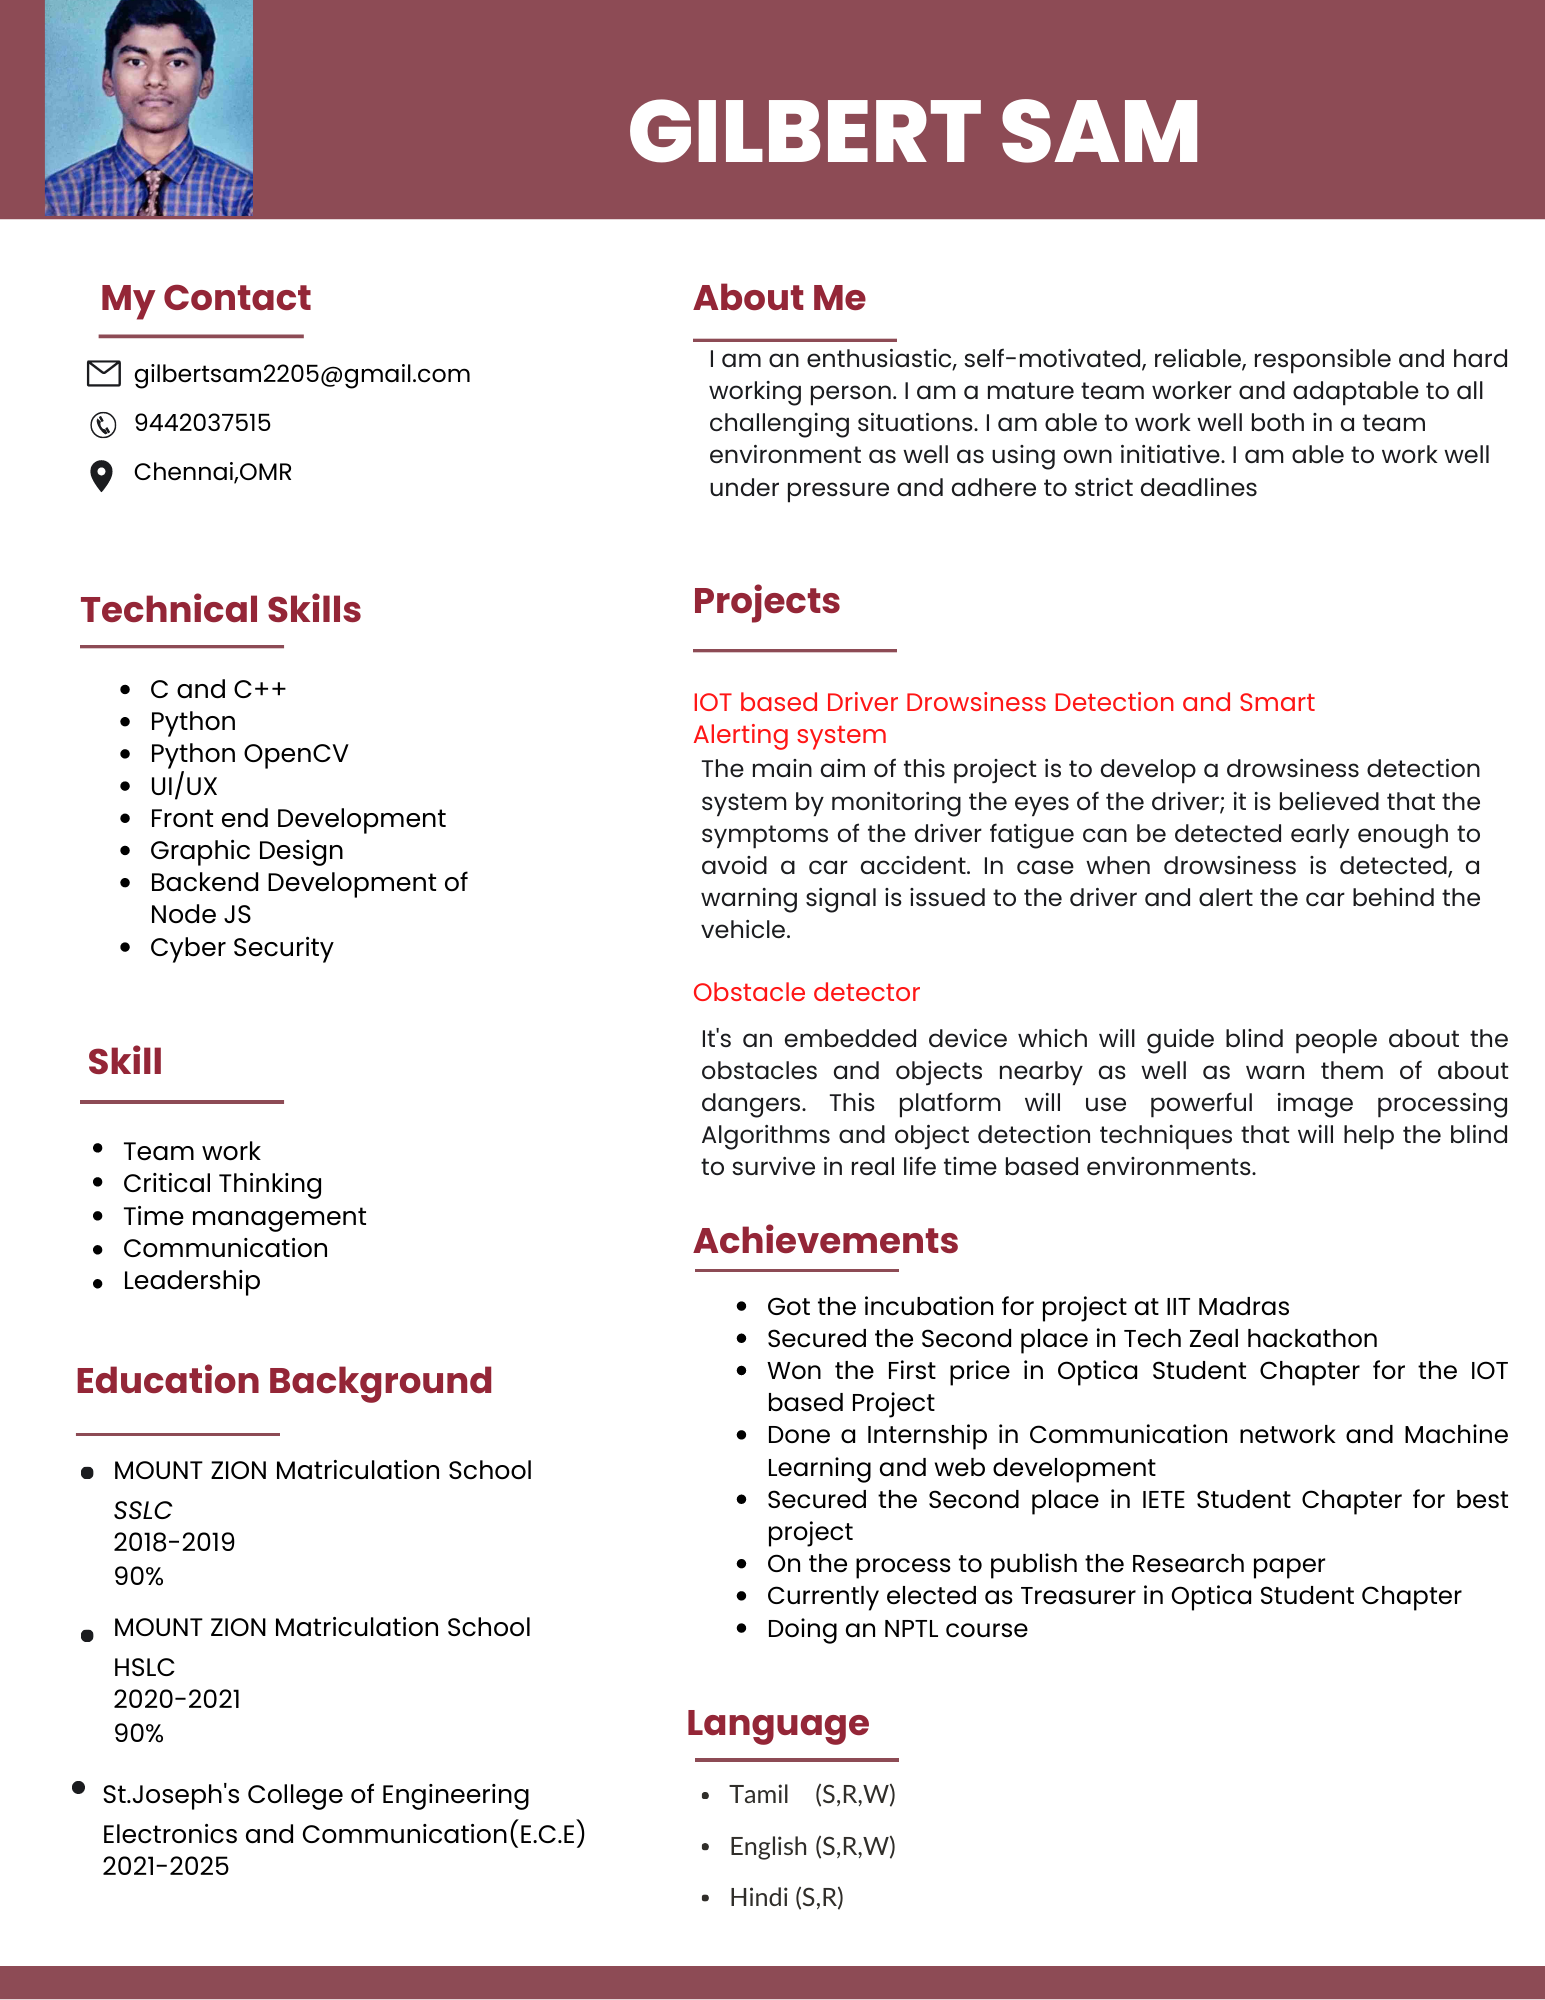 GILBERT SAM
My Contact
gilbertsam2205@gmail.com
9442037515
Chennai,OMR
Technical Skills
C and C++
Python
Python OpenCV
UI/UX
Front end Development
Graphic Design
Backend Development of
Node JS
Cyber Security
Skill
Team work
Critical Thinking
Time management
Communication
Leadership
Education Background
MOUNT ZION Matriculation School
SSLC
2018-2019
90%
MOUNT ZION Matriculation School
HSLC
2020-2021
90%
St.Joseph's College of Engineering
Electronics and Communication(E.C.E)
2021-2025
About Me
I am an enthusiastic, self-motivated, reliable, responsible and hard
working person. I am a mature team worker and adaptable to all
challenging situations. I am able to work well both in a team
environment as well as using own initiative. I am able to work well
under pressure and adhere to strict deadlines
Projects
IOT based Driver Drowsiness Detection and Smart
Alerting system
The main aim of this project is to develop a drowsiness detection
system by monitoring the eyes of the driver; it is believed that the
symptoms of the driver fatigue can be detected early enough to
avoid a car accident. In case when drowsiness is detected, a
warning signal is issued to the driver and alert the car behind the
vehicle.
Obstacle detector
It's an embedded device which will guide blind people about the
obstacles and objects nearby as well as warn them of about
dangers. This platform will use powerful image processing
Algorithms and object detection techniques that will help the blind
to survive in real life time based environments.
Achievements
Got the incubation for project at IIT Madras
Secured the Second place in Tech Zeal hackathon
Won the First price in Optica Student Chapter for the IOT
based Project
Done a Internship in Communication network and Machine
Learning and web development
Secured the Second place in IETE Student Chapter for best
project
On the process to publish the Research paper
Currently elected as Treasurer in Optica Student Chapter
Doing an NPTL course
Language
Tamil (S,R,W)
English (S,R,W)
Hindi (S,R)